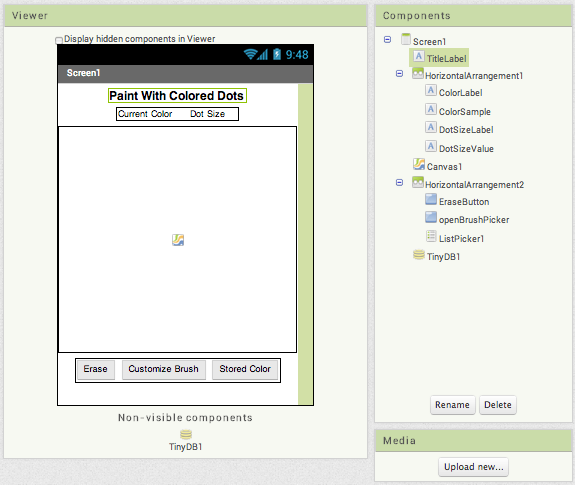 Viewer
Display hidden components in Viewer
9:48
Screen1
Paint With Colored Dots
Current Color Dot Size
Erase Customize Brush Stored Color
Non-visible components
TinyDB1
Components
Screen1
TitleLabel
HorizontalArrangement1
ColorLabel
ColorSample
DotSizeLabel
DotSizeValue
Canvas1
HorizontalArrangement2
EraseButton
openBrushPicker
ListPicker1
TinyDB1
Rename Delete
Media
Upload new...